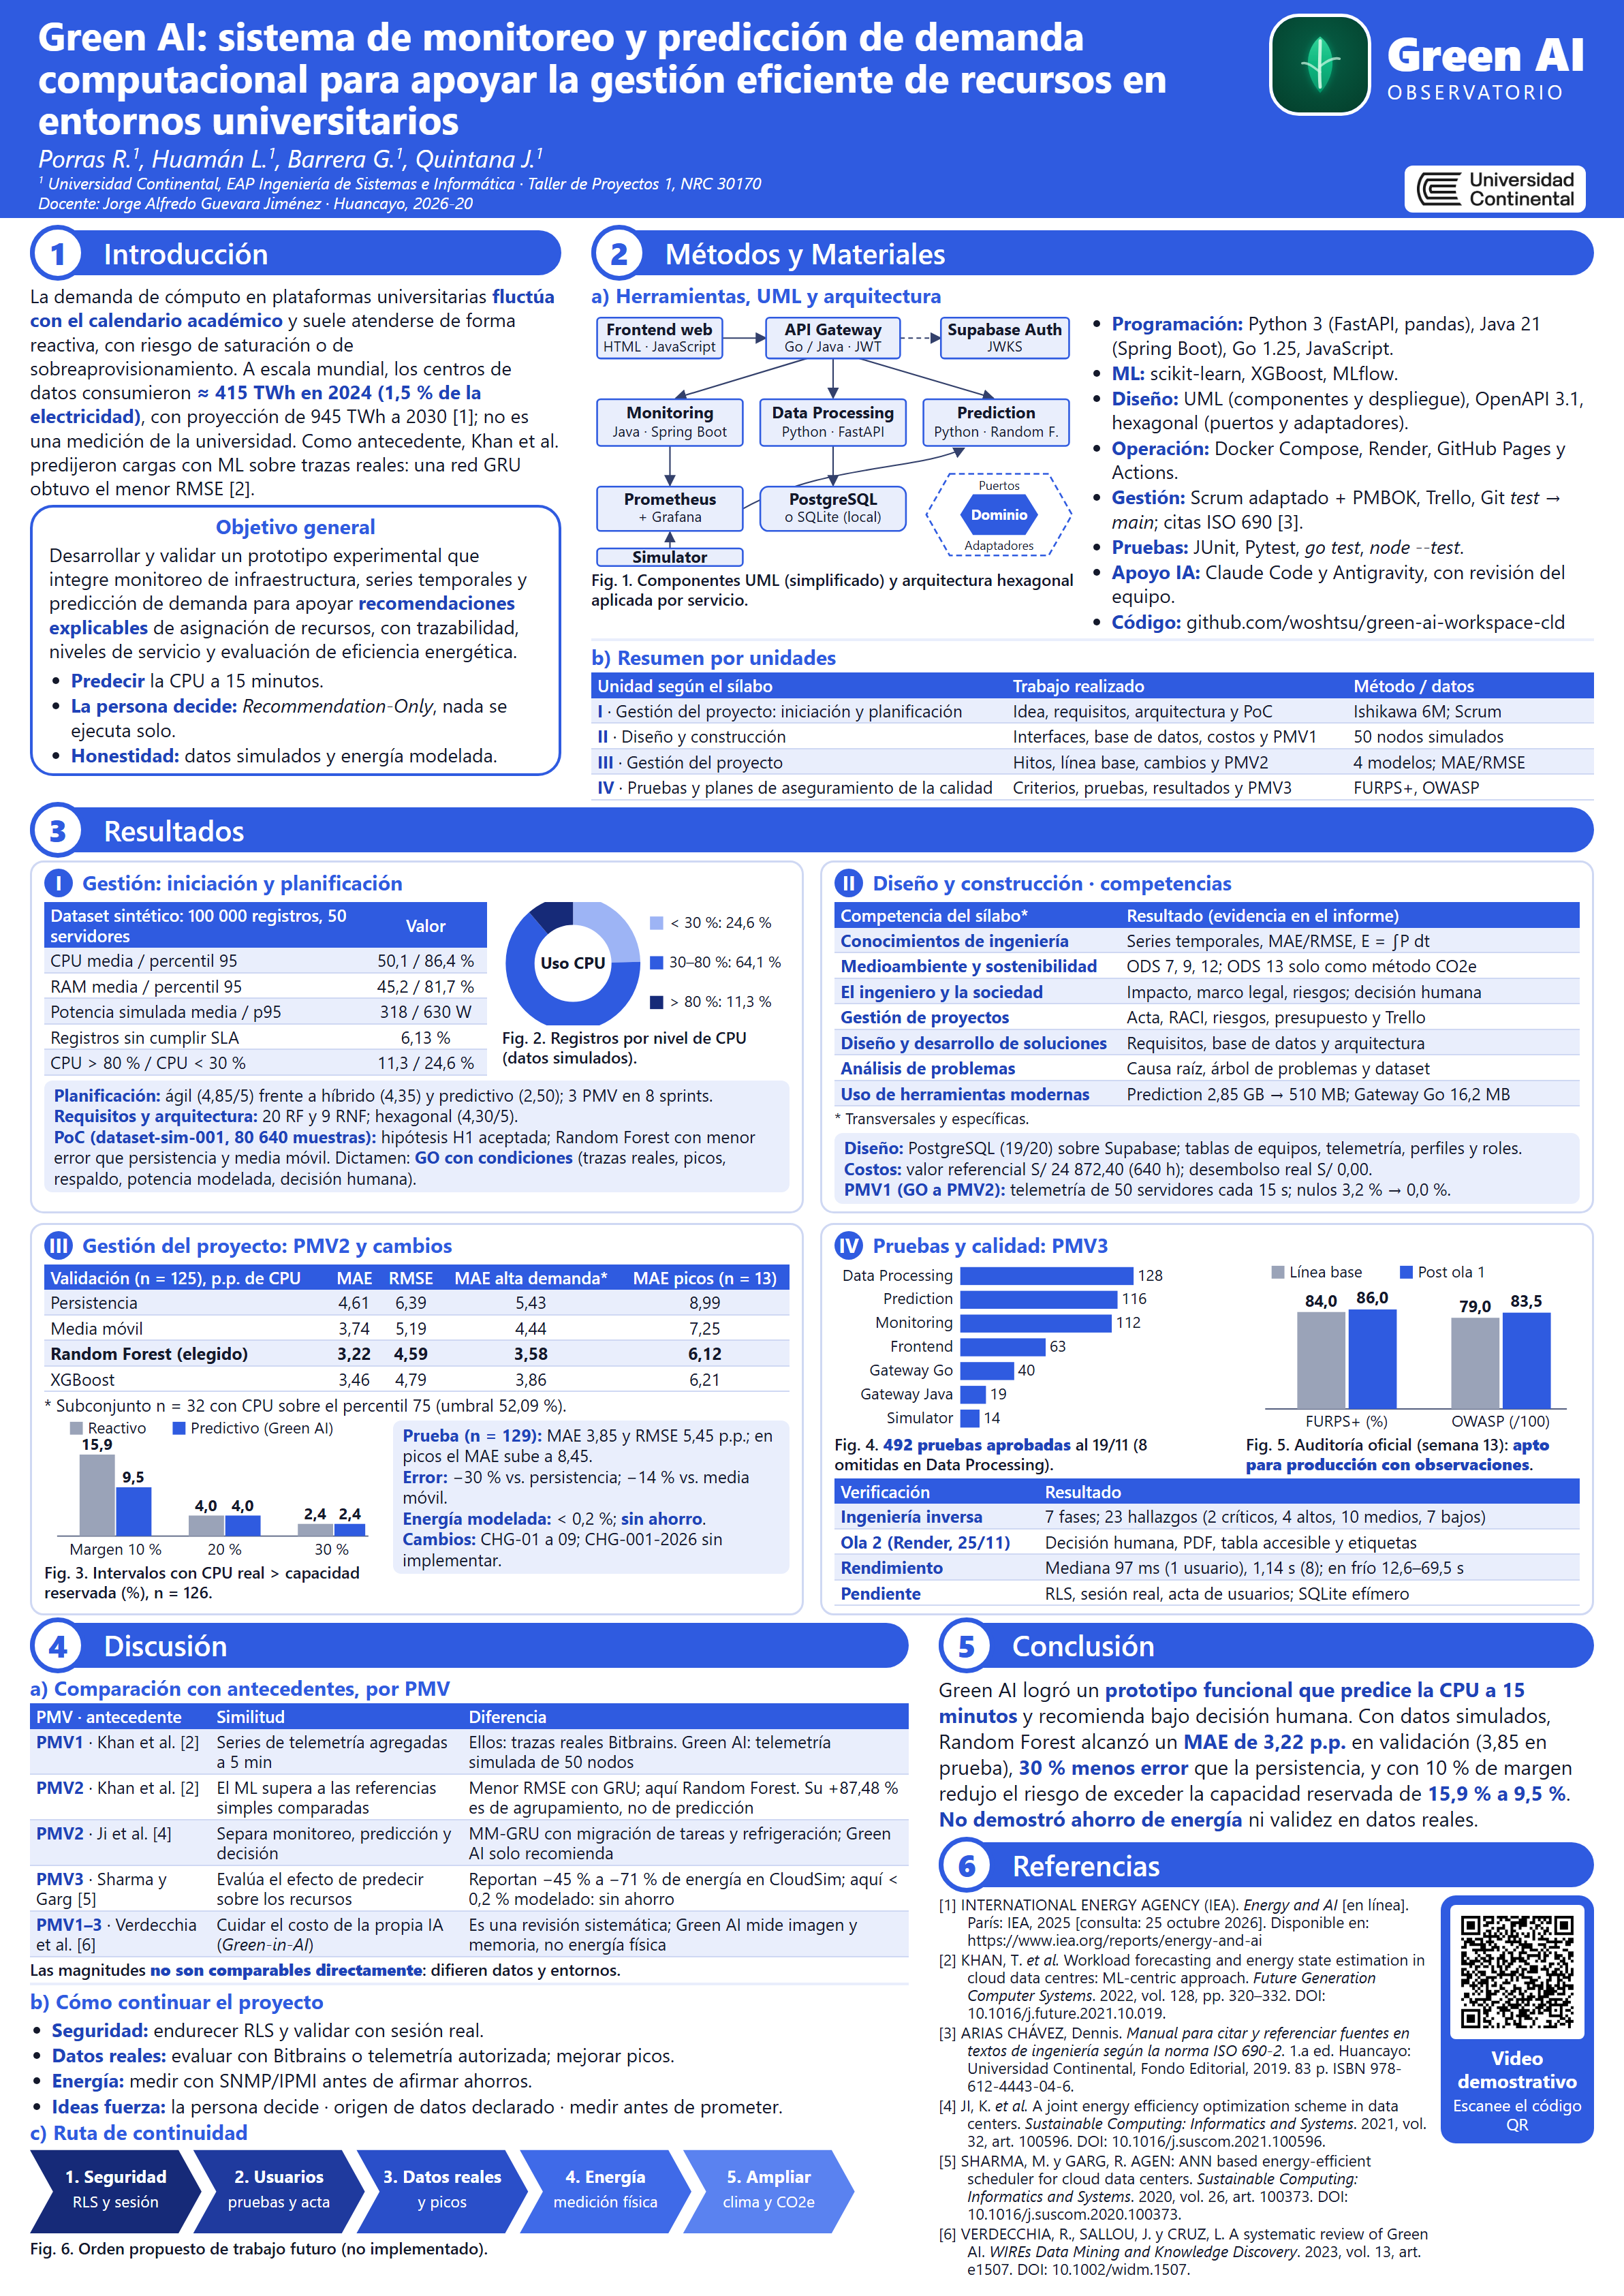 Green AI: sistema de monitoreo y predicción de demanda
computacional para apoyar la gestión eficiente de recursos en
entornos universitarios
Porras R.¹, Huamán L.¹, Barrera G.¹, Quintana J.¹
¹ Universidad Continental, EAP Ingeniería de Sistemas e Informática · Taller de Proyectos 1, NRC 30170
Docente: Jorge Alfredo Guevara Jiménez · Huancayo, 2026-20
Green AI
OBSERVATORIO
Universidad
Continental
1 Introducción
La demanda de cómputo en plataformas universitarias fluctúa
con el calendario académico y suele atenderse de forma
reactiva, con riesgo de saturación o de
sobreaprovisionamiento. A escala mundial, los centros de
datos consumieron ≈ 415 TWh en 2024 (1,5 % de la
electricidad), con proyección de 945 TWh a 2030 [1]; no es
una medición de la universidad. Como antecedente, Khan et al.
predijeron cargas con ML sobre trazas reales: una red GRU
obtuvo el menor RMSE [2].
Objetivo general
Desarrollar y validar un prototipo experimental que
integre monitoreo de infraestructura, series temporales y
predicción de demanda para apoyar recomendaciones
explicables de asignación de recursos, con trazabilidad,
niveles de servicio y evaluación de eficiencia energética.
• Predecir la CPU a 15 minutos.
• La persona decide: Recommendation-Only, nada se
ejecuta solo.
• Honestidad: datos simulados y energía modelada.
2 Métodos y Materiales
a) Herramientas, UML y arquitectura
Frontend web
HTML · JavaScript
API Gateway
Go / Java · JWT
Supabase Auth
JWKS
Monitoring
Java · Spring Boot
Data Processing
Python · FastAPI
Prediction
Python · Random F.
Prometheus
+ Grafana
PostgreSQL
o SQLite (local)
Puertos
Dominio
Adaptadores
Simulator
Fig. 1. Componentes UML (simplificado) y arquitectura hexagonal
aplicada por servicio.
• Programación: Python 3 (FastAPI, pandas), Java 21
(Spring Boot), Go 1.25, JavaScript.
• ML: scikit-learn, XGBoost, MLflow.
• Diseño: UML (componentes y despliegue), OpenAPI 3.1,
hexagonal (puertos y adaptadores).
• Operación: Docker Compose, Render, GitHub Pages y
Actions.
• Gestión: Scrum adaptado + PMBOK, Trello, Git test →
main; citas ISO 690 [3].
• Pruebas: JUnit, Pytest, go test, node --test.
• Apoyo IA: Claude Code y Antigravity, con revisión del
equipo.
• Código: github.com/woshtsu/green-ai-workspace-cld
b) Resumen por unidades
Unidad según el sílabo Trabajo realizado Método / datos
I · Gestión del proyecto: iniciación y planificación Idea, requisitos, arquitectura y PoC Ishikawa 6M; Scrum
II · Diseño y construcción Interfaces, base de datos, costos y PMV1 50 nodos simulados
III · Gestión del proyecto Hitos, línea base, cambios y PMV2 4 modelos; MAE/RMSE
IV · Pruebas y planes de aseguramiento de la calidad Criterios, pruebas, resultados y PMV3 FURPS+, OWASP
3 Resultados
I Gestión: iniciación y planificación
Dataset sintético: 100 000 registros, 50
servidores Valor
CPU media / percentil 95 50,1 / 86,4 %
RAM media / percentil 95 45,2 / 81,7 %
Potencia simulada media / p95 318 / 630 W
Registros sin cumplir SLA 6,13 %
CPU > 80 % / CPU < 30 % 11,3 / 24,6 %
Uso CPU
< 30 %: 24,6 %
30–80 %: 64,1 %
> 80 %: 11,3 %
Fig. 2. Registros por nivel de CPU
(datos simulados).
Planificación: ágil (4,85/5) frente a híbrido (4,35) y predictivo (2,50); 3 PMV en 8 sprints.
Requisitos y arquitectura: 20 RF y 9 RNF; hexagonal (4,30/5).
PoC (dataset-sim-001, 80 640 muestras): hipótesis H1 aceptada; Random Forest con menor
error que persistencia y media móvil. Dictamen: GO con condiciones (trazas reales, picos,
respaldo, potencia modelada, decisión humana).
II Diseño y construcción · competencias
Competencia del sílabo* Resultado (evidencia en el informe)
Conocimientos de ingeniería Series temporales, MAE/RMSE, E = ∫P dt
Medioambiente y sostenibilidad ODS 7, 9, 12; ODS 13 solo como método CO2e
El ingeniero y la sociedad Impacto, marco legal, riesgos; decisión humana
Gestión de proyectos Acta, RACI, riesgos, presupuesto y Trello
Diseño y desarrollo de soluciones Requisitos, base de datos y arquitectura
Análisis de problemas Causa raíz, árbol de problemas y dataset
Uso de herramientas modernas Prediction 2,85 GB → 510 MB; Gateway Go 16,2 MB
* Transversales y específicas.
Diseño: PostgreSQL (19/20) sobre Supabase; tablas de equipos, telemetría, perfiles y roles.
Costos: valor referencial S/ 24 872,40 (640 h); desembolso real S/ 0,00.
PMV1 (GO a PMV2): telemetría de 50 servidores cada 15 s; nulos 3,2 % → 0,0 %.
III Gestión del proyecto: PMV2 y cambios
Validación (n = 125), p.p. de CPU MAE RMSE MAE alta demanda* MAE picos (n = 13)
Persistencia 4,61 6,39 5,43 8,99
Media móvil 3,74 5,19 4,44 7,25
Random Forest (elegido) 3,22 4,59 3,58 6,12
XGBoost 3,46 4,79 3,86 6,21
* Subconjunto n = 32 con CPU sobre el percentil 75 (umbral 52,09 %).
Reactivo Predictivo (Green AI)
15,9 9,5 4,0 4,0 2,4 2,4
Margen 10 % 20 % 30 %
Fig. 3. Intervalos con CPU real > capacidad
reservada (%), n = 126.
Prueba (n = 129): MAE 3,85 y RMSE 5,45 p.p.; en
picos el MAE sube a 8,45.
Error: −30 % vs. persistencia; −14 % vs. media
móvil.
Energía modelada: < 0,2 %; sin ahorro.
Cambios: CHG-01 a 09; CHG-001-2026 sin
implementar.
IV Pruebas y calidad: PMV3
Data Processing 128
Prediction 116
Monitoring 112
Frontend 63
Gateway Go 40
Gateway Java 19
Simulator 14
Fig. 4. 492 pruebas aprobadas al 19/11 (8
omitidas en Data Processing).
Línea base Post ola 1
84,0 86,0 79,0 83,5
FURPS+ (%) OWASP (/100)
Fig. 5. Auditoría oficial (semana 13): apto
para producción con observaciones.
Verificación Resultado
Ingeniería inversa 7 fases; 23 hallazgos (2 críticos, 4 altos, 10 medios, 7 bajos)
Ola 2 (Render, 25/11) Decisión humana, PDF, tabla accesible y etiquetas
Rendimiento Mediana 97 ms (1 usuario), 1,14 s (8); en frío 12,6–69,5 s
Pendiente RLS, sesión real, acta de usuarios; SQLite efímero
4 Discusión
a) Comparación con antecedentes, por PMV
PMV · antecedente Similitud Diferencia
PMV1 · Khan et al. [2] Series de telemetría agregadas Ellos: trazas reales Bitbrains. Green AI: telemetría
a 5 min simulada de 50 nodos
PMV2 · Khan et al. [2] El ML supera a las referencias Menor RMSE con GRU; aquí Random Forest. Su +87,48 %
simples comparadas es de agrupamiento, no de predicción
PMV2 · Ji et al. [4] Separa monitoreo, predicción y MM-GRU con migración de tareas y refrigeración; Green
decisión AI solo recomienda
PMV3 · Sharma y Evalúa el efecto de predecir Reportan −45 % a −71 % de energía en CloudSim; aquí <
Garg [5] sobre los recursos 0,2 % modelado: sin ahorro
PMV1–3 · Verdecchia Cuidar el costo de la propia IA Es una revisión sistemática; Green AI mide imagen y
et al. [6] (Green-in-AI) memoria, no energía física
Las magnitudes no son comparables directamente: difieren datos y entornos.
b) Cómo continuar el proyecto
• Seguridad: endurecer RLS y validar con sesión real.
• Datos reales: evaluar con Bitbrains o telemetría autorizada; mejorar picos.
• Energía: medir con SNMP/IPMI antes de afirmar ahorros.
• Ideas fuerza: la persona decide · origen de datos declarado · medir antes de prometer.
c) Ruta de continuidad
1. Seguridad
RLS y sesión
2. Usuarios
pruebas y acta
3. Datos reales
y picos
4. Energía
medición física
5. Ampliar
clima y CO2e
Fig. 6. Orden propuesto de trabajo futuro (no implementado).
5 Conclusión
Green AI logró un prototipo funcional que predice la CPU a 15
minutos y recomienda bajo decisión humana. Con datos simulados,
Random Forest alcanzó un MAE de 3,22 p.p. en validación (3,85 en
prueba), 30 % menos error que la persistencia, y con 10 % de margen
redujo el riesgo de exceder la capacidad reservada de 15,9 % a 9,5 %.
No demostró ahorro de energía ni validez en datos reales.
6 Referencias
[1] INTERNATIONAL ENERGY AGENCY (IEA). Energy and AI [en línea].
París: IEA, 2025 [consulta: 25 octubre 2026]. Disponible en:
https://www.iea.org/reports/energy-and-ai
[2] KHAN, T. et al. Workload forecasting and energy state estimation in
cloud data centres: ML-centric approach. Future Generation
Computer Systems. 2022, vol. 128, pp. 320–332. DOI:
10.1016/j.future.2021.10.019.
[3] ARIAS CHÁVEZ, Dennis. Manual para citar y referenciar fuentes en
textos de ingeniería según la norma ISO 690-2. 1.a ed. Huancayo:
Universidad Continental, Fondo Editorial, 2019. 83 p. ISBN 978-
612-4443-04-6.
[4] JI, K. et al. A joint energy efficiency optimization scheme in data
centers. Sustainable Computing: Informatics and Systems. 2021, vol.
32, art. 100596. DOI: 10.1016/j.suscom.2021.100596.
[5] SHARMA, M. y GARG, R. AGEN: ANN based energy-efficient
scheduler for cloud data centers. Sustainable Computing:
Informatics and Systems. 2020, vol. 26, art. 100373. DOI:
10.1016/j.suscom.2020.100373.
[6] VERDECCHIA, R., SALLOU, J. y CRUZ, L. A systematic review of Green
AI. WIREs Data Mining and Knowledge Discovery. 2023, vol. 13, art.
e1507. DOI: 10.1002/widm.1507.
Video
demostrativo
Escanee el código
QR